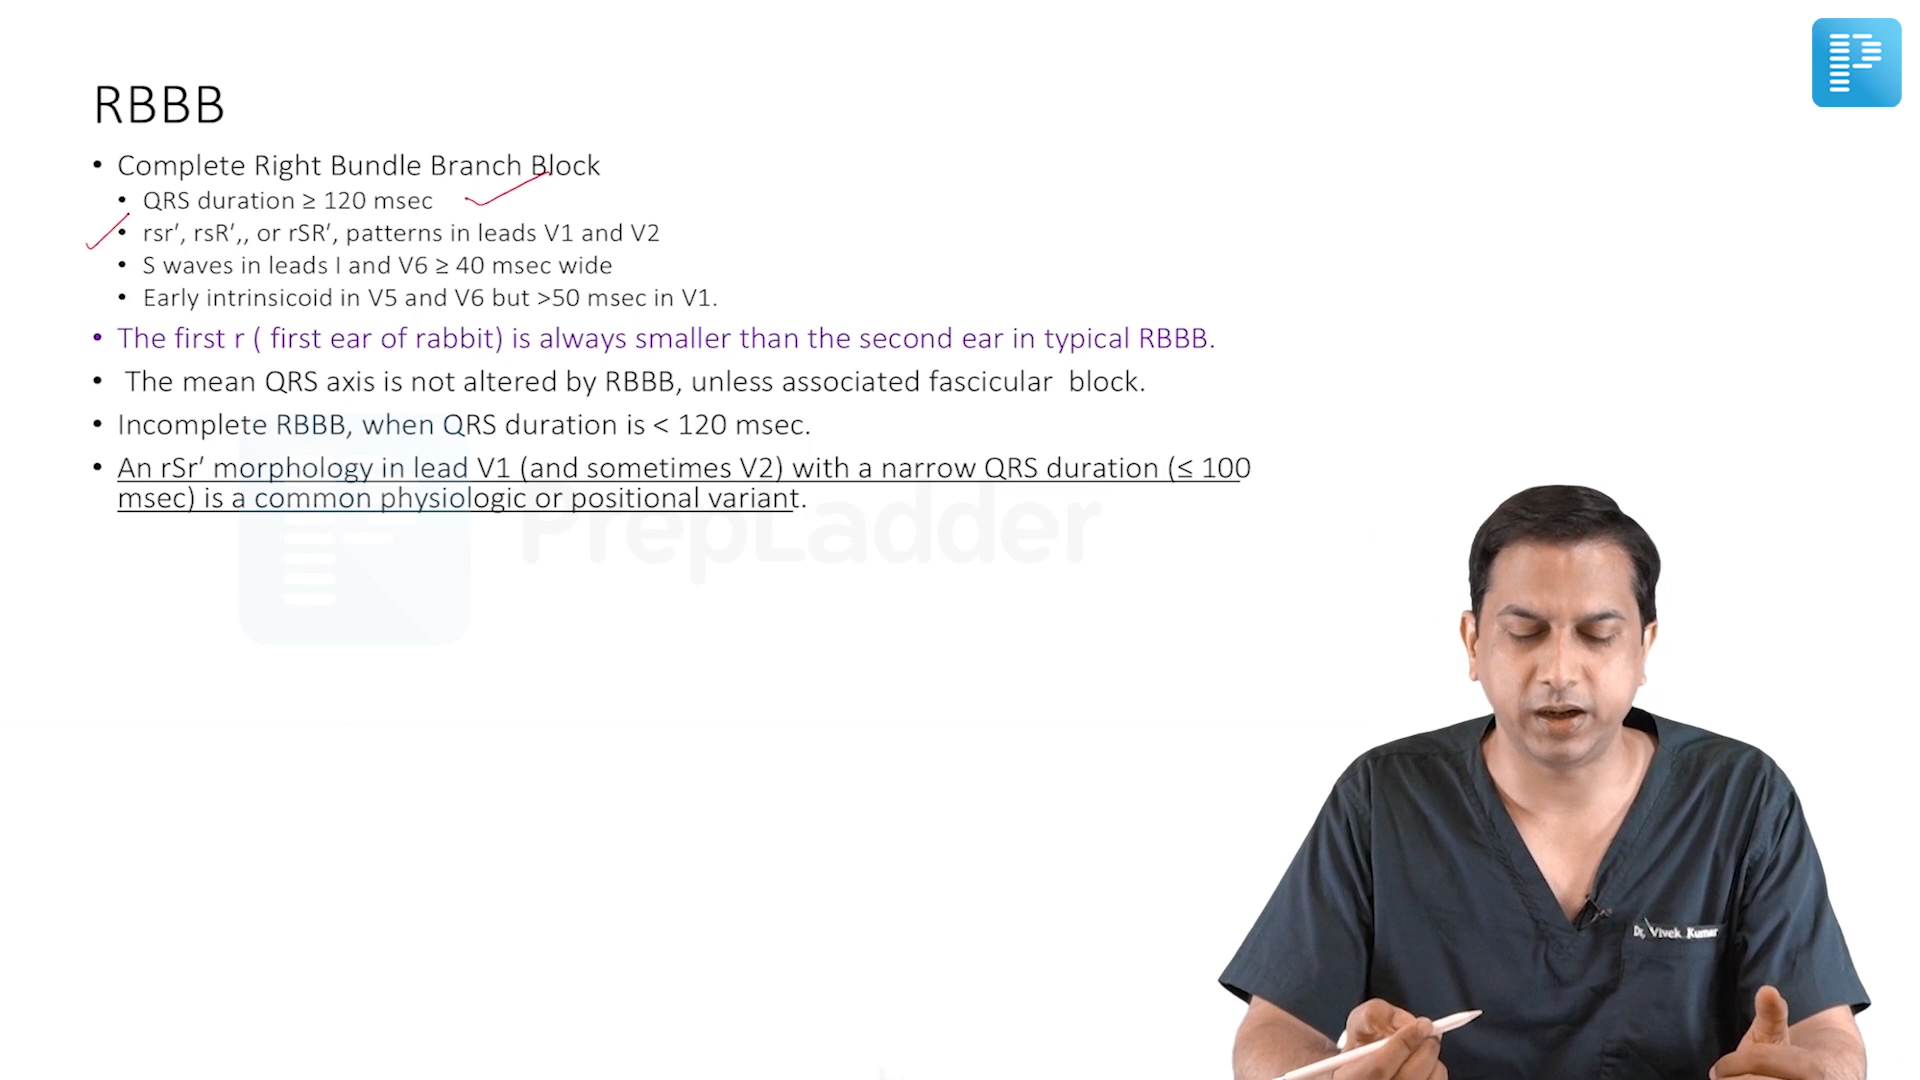 RBBB
• Complete Right Bundle Branch Block
• QRS duration ≥ 120 msec
• rsr′, rsR′,, or rSR′, patterns in leads V1 and V2
• S waves in leads I and V6 ≥ 40 msec wide
• Early intrinsicoid in V5 and V6 but >50 msec in V1.
• The first r ( first ear of rabbit) is always smaller than the second ear in typical RBBB.
• The mean QRS axis is not altered by RBBB, unless associated fascicular block.
• Incomplete RBBB, when QRS duration is < 120 msec.
• An rSr′ morphology in lead V1 (and sometimes V2) with a narrow QRS duration (≤ 100
msec) is a common physiologic or positional variant.
PrepLadder
Dr. Vivek Kumar